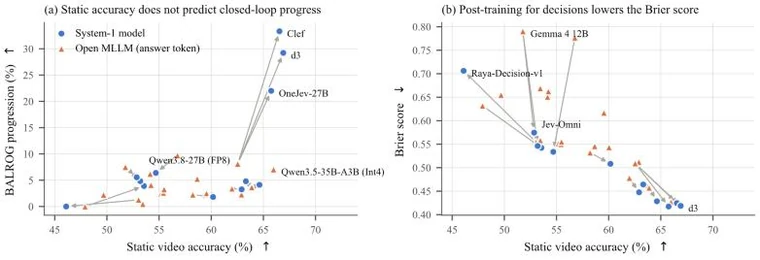 (a) Static accuracy does not predict closed-loop progress
BALROG progression (%) ↑
System-1 model
Open MLLM (answer token)
Clef
d3
OneJev-27B
Qwen3.8-27B (FP8)
Qwen3.5-35B-A3B (Int4)
30
25
20
15
10
5
0
45 50 55 60 65 70
Static video accuracy (%) ↑
(b) Post-training for decisions lowers the Brier score
Brier score ↓
Gemma 4 12B
Raya-Decision-v1
Jev-Omni
d3
0.80
0.75
0.70
0.65
0.60
0.55
0.50
0.45
0.40
45 50 55 60 65 70
Static video accuracy (%) ↑